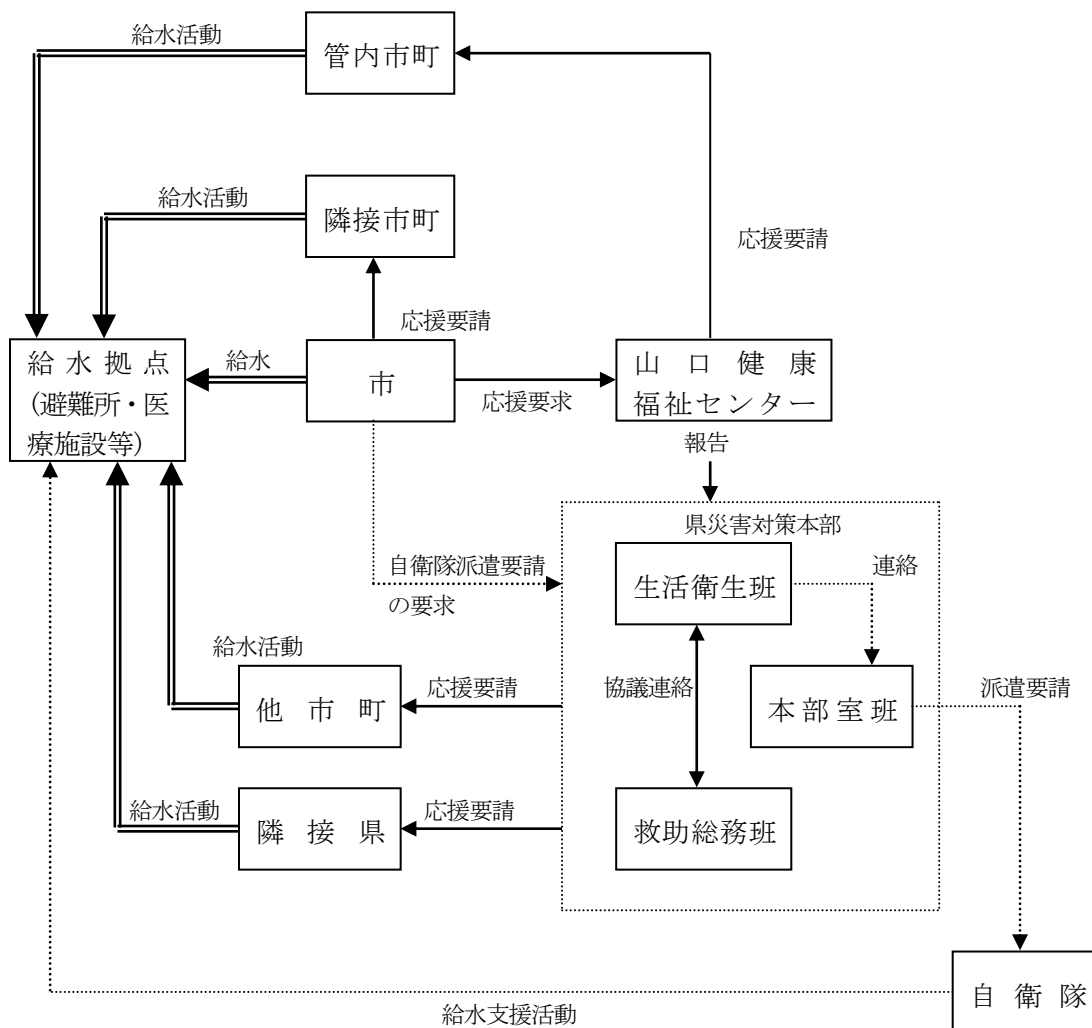 給水活動
管内市町
給水活動
隣接市町
応援要請
応援要請
給水拠点
(避難所・医
療施設等)
給水
市
応援要求
山口健康
福祉センター
報告
県災害対策本部
自衛隊派遣要請
の要求
生活衛生班
連絡
給水活動
他市町
応援要請
協議連絡
本部室班
派遣要請
給水活動
隣接県
応援要請
救助総務班
自衛隊
給水支援活動